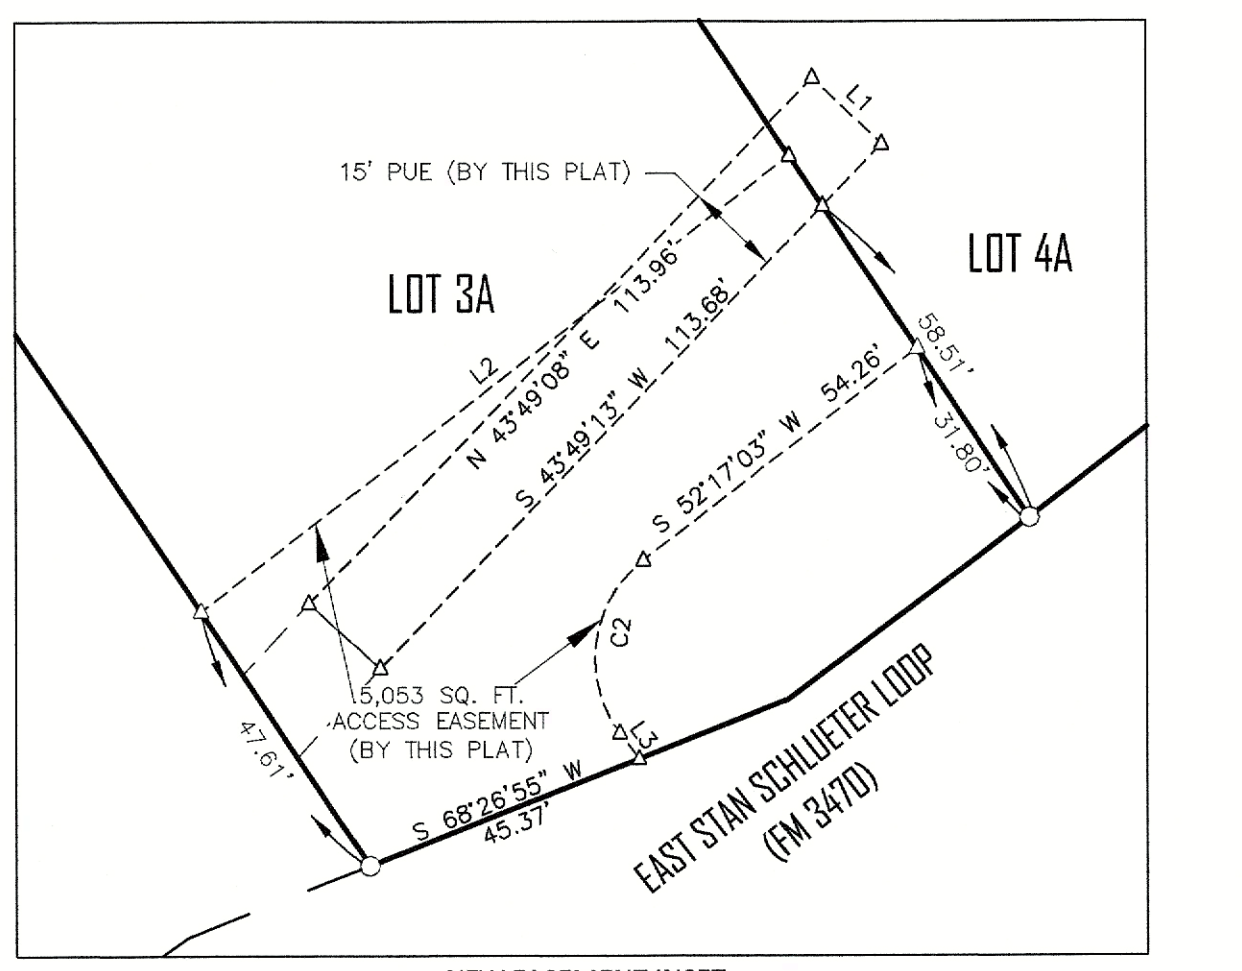 L1
15' PUE (BY THIS PLAT)
LOT 4A
LOT 3A
N 43°49'08" E 113.96'
S 43°49'13" W 113.68'
L2
58.51'
S 52°17'03" W 54.26'
31.80'
C2
5,053 SQ. FT.
ACCESS EASEMENT
(BY THIS PLAT)
L3
47.61'
S 68°26'55" W
45.37'
EAST STAN SCHLUETER LOOP
(FM 3470)